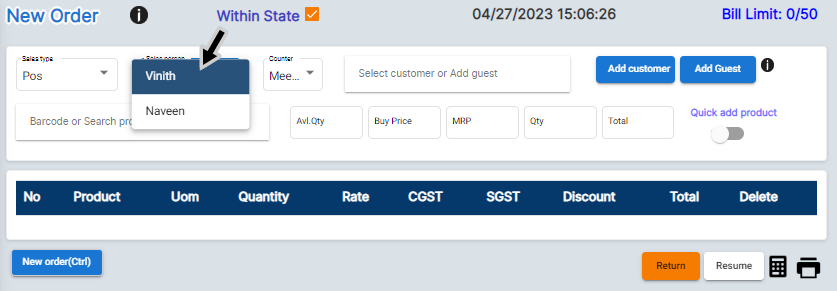 New Order Within State 04/27/2023 15:06:26 Bill Limit: 0/50
Sales type Sales person Counter
Pos Vinith Mee... Select customer or Add guest Add customer Add Guest
Naveen
Barcode or Search pro Avl.Qty Buy Price MRP Qty Total Quick add product
No Product Uom Quantity Rate CGST SGST Discount Total Delete
New order(Ctrl) Return Resume